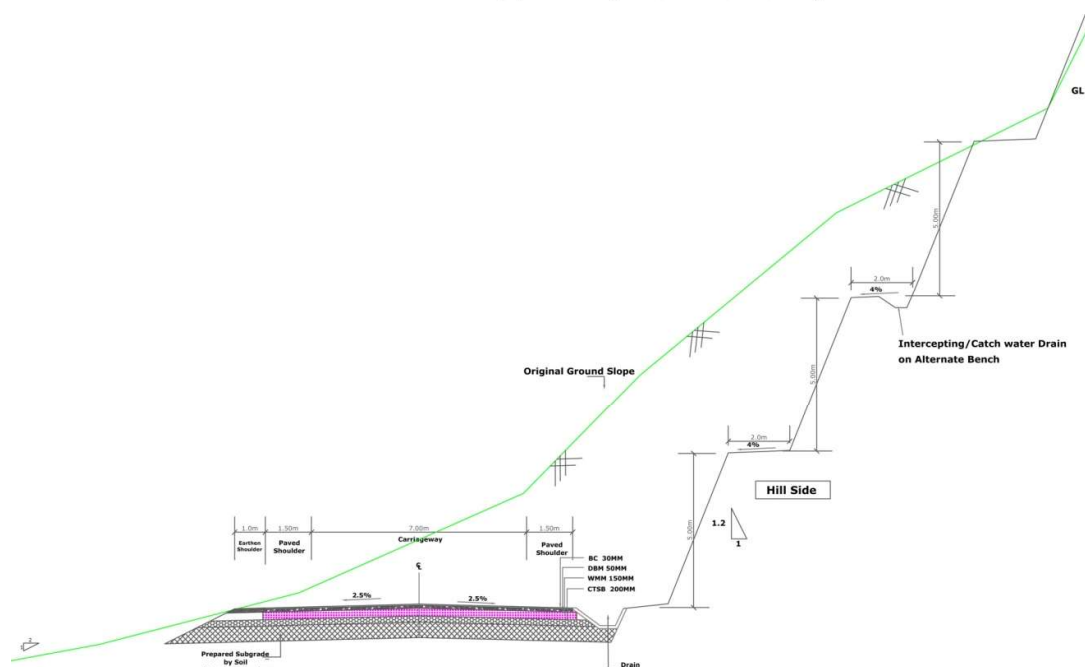 GL
5.00m
2.0m
4%
Intercepting/Catch water Drain
on Alternate Bench
Original Ground Slope
5.00m
2.0m
4%
Hill Side
1.2
1
5.00m
1.0m
1.50m
7.00m
1.50m
Earthen
Shoulder
Paved
Shoulder
Carriageway
Paved
Shoulder
BC 30MM
DBM 50MM
WMM 150MM
CTSB 200MM
℄
2.5%
2.5%
2
Prepared Subgrade
by Soil
Drain